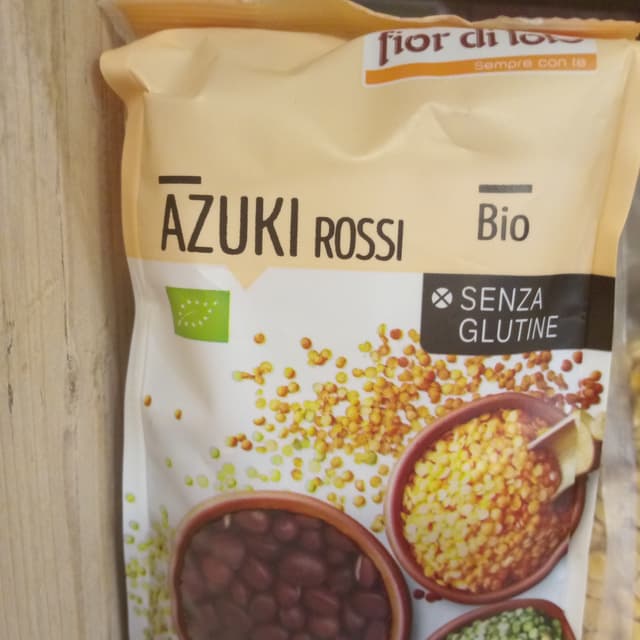 fior di loto
Sempre con te
AZUKI ROSSI
Bio
SENZA
GLUTINE